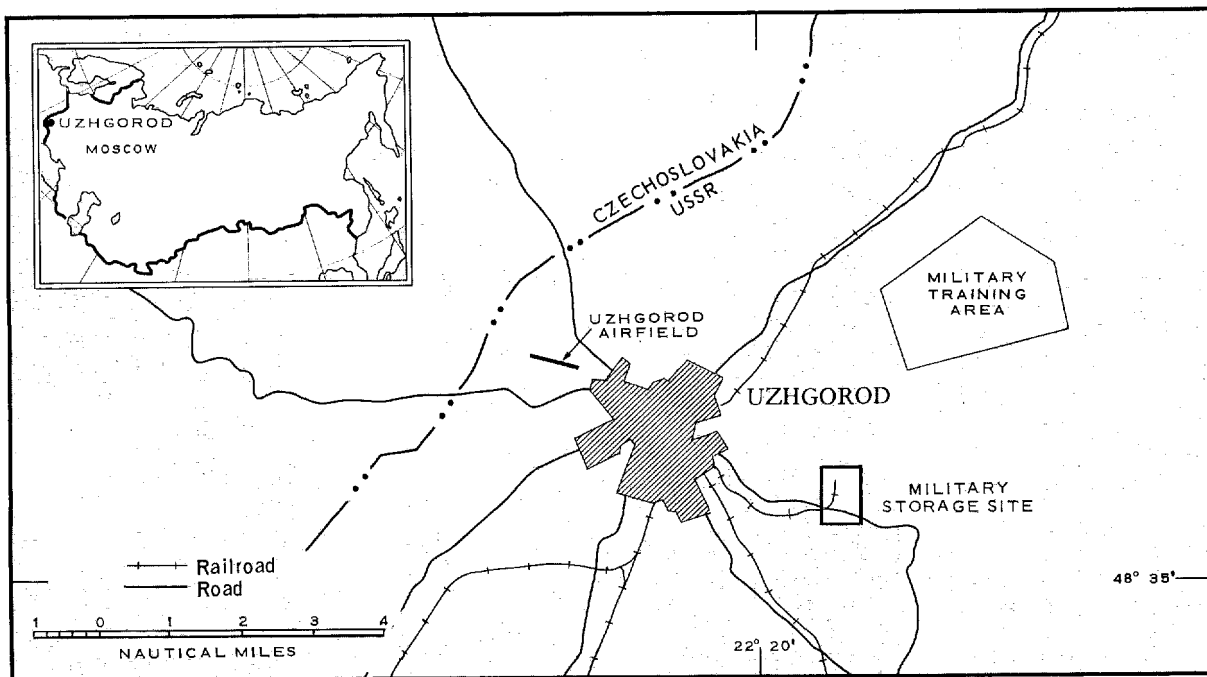 UZHGOROD
MOSCOW
CZECHOSLOVAKIA
USSR
MILITARY
TRAINING
AREA
UZHGOROD
AIRFIELD
UZHGOROD
MILITARY
STORAGE SITE
Railroad
Road
1 0 1 2 3 4
NAUTICAL MILES
22° 20'
48° 35'